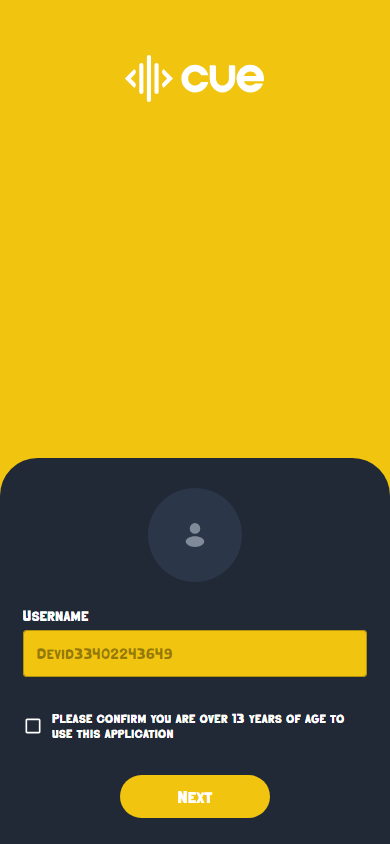 cue
Username
Devid33402243649
Please confirm you are over 13 years of age to
use this application
Next